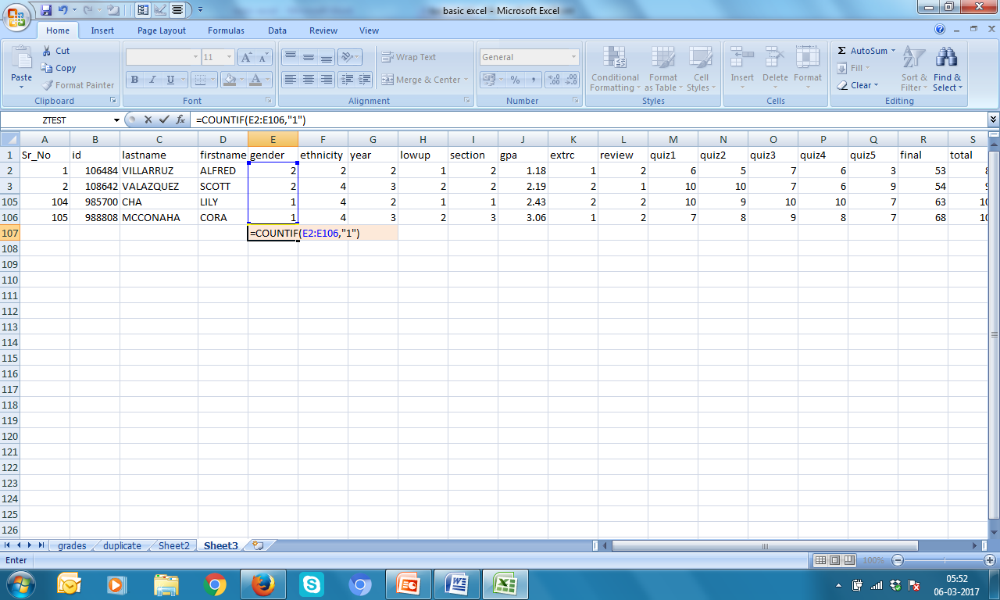 basic excel - Microsoft Excel
Home Insert Page Layout Formulas Data Review View
Paste
Cut
Copy
Format Painter
Clipboard
11
B I U
Font
Wrap Text
Merge & Center
Alignment
General
%
Number
Conditional Formatting
Format as Table
Cell Styles
Styles
Insert Delete Format
Cells
Σ AutoSum
Fill
Clear
Sort & Filter
Find & Select
Editing
ZTEST fx =COUNTIF(E2:E106,"1")
A B C D E F G H I J K L M N O P Q R S
1 Sr_No id lastname firstname gender ethnicity year lowup section gpa extrc review quiz1 quiz2 quiz3 quiz4 quiz5 final total
2 1 106484 VILLARRUZ ALFRED 2 2 2 1 2 1.18 1 2 6 5 7 6 3 53
3 2 108642 VALAZQUEZ SCOTT 2 4 3 2 2 2.19 2 1 10 10 7 6 9 54
105 104 985700 CHA LILY 1 4 2 1 1 2.43 2 2 10 9 10 10 7 63 10
106 105 988808 MCCONAHA CORA 1 4 3 2 3 3.06 1 2 7 8 9 8 7 68 10
107 =COUNTIF(E2:E106,"1")
108
109
110
111
112
113
114
115
116
117
118
119
120
121
122
123
124
125
126
grades duplicate Sheet2 Sheet3
Enter 100%
05:52
06-03-2017